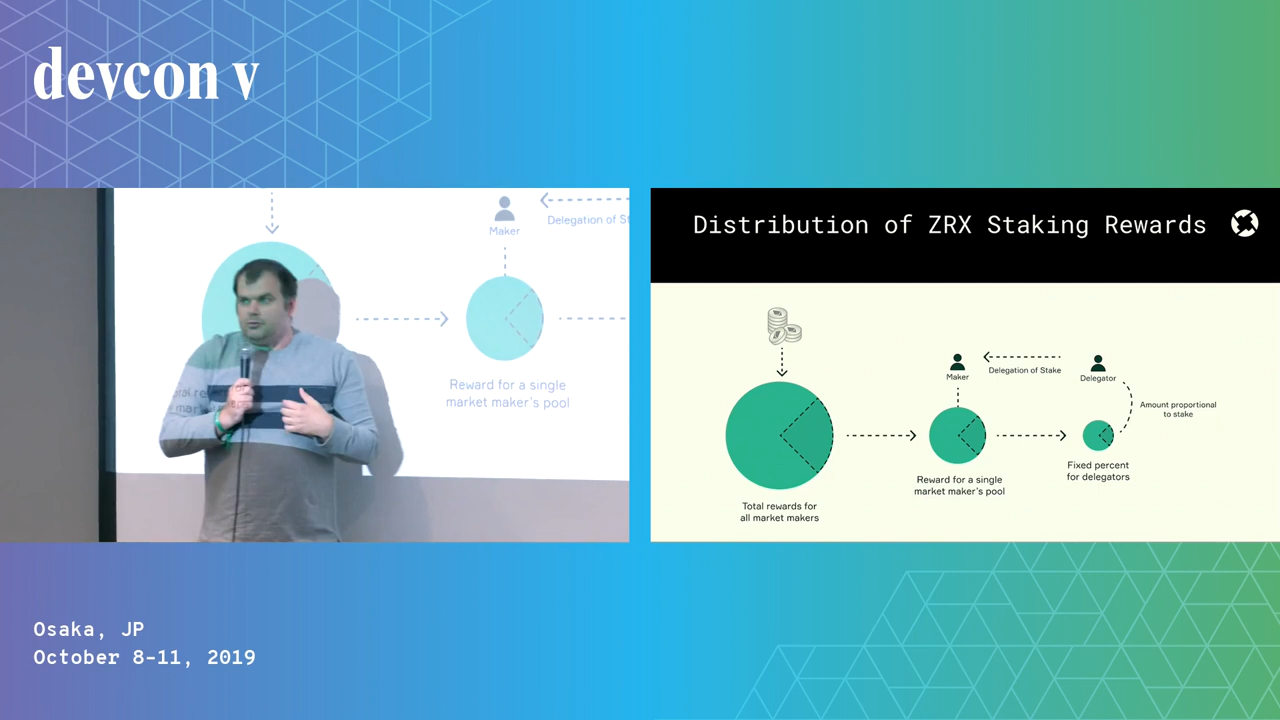 devcon v
Maker
Delegation of St
Reward for a single
market maker's pool
Distribution of ZRX Staking Rewards
Maker
Delegation of Stake
Delegator
Amount proportional
to stake
Fixed percent
for delegators
Reward for a single
market maker's pool
Total rewards for
all market makers
Osaka, JP
October 8-11, 2019